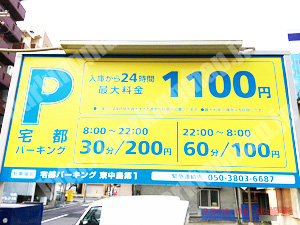 P
宅都
パーキング
入庫から24時間
最大料金
1100円
8:00~22:00
30分/200円
22:00~8:00
60分/100円
宅都パーキング 東中島第1
緊急連絡先 050-3803-6687